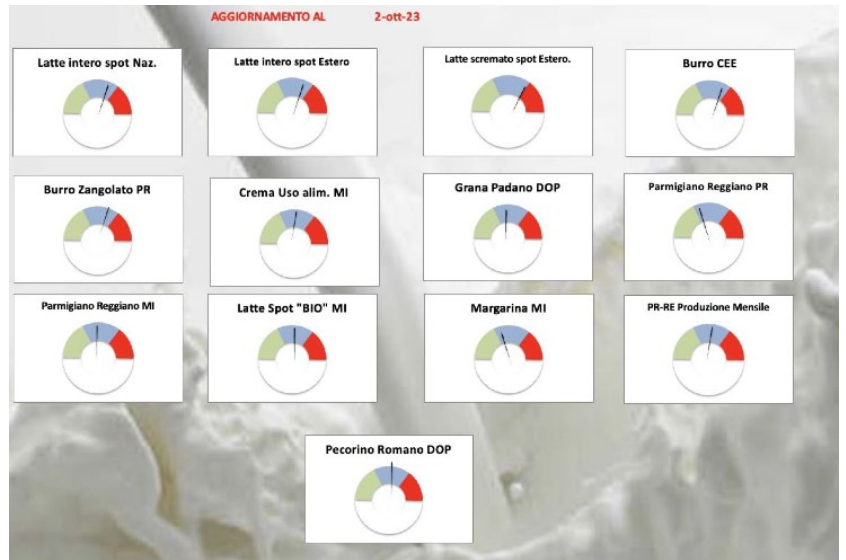 AGGIORNAMENTO AL 2-ott-23
Latte intero spot Naz.
Latte intero spot Estero
Latte scremato spot Estero.
Burro CEE
Burro Zangolato PR
Crema Uso alim. MI
Grana Padano DOP
Parmigiano Reggiano PR
Parmigiano Reggiano MI
Latte Spot "BIO" MI
Margarina MI
PR-RE Produzione Mensile
Pecorino Romano DOP